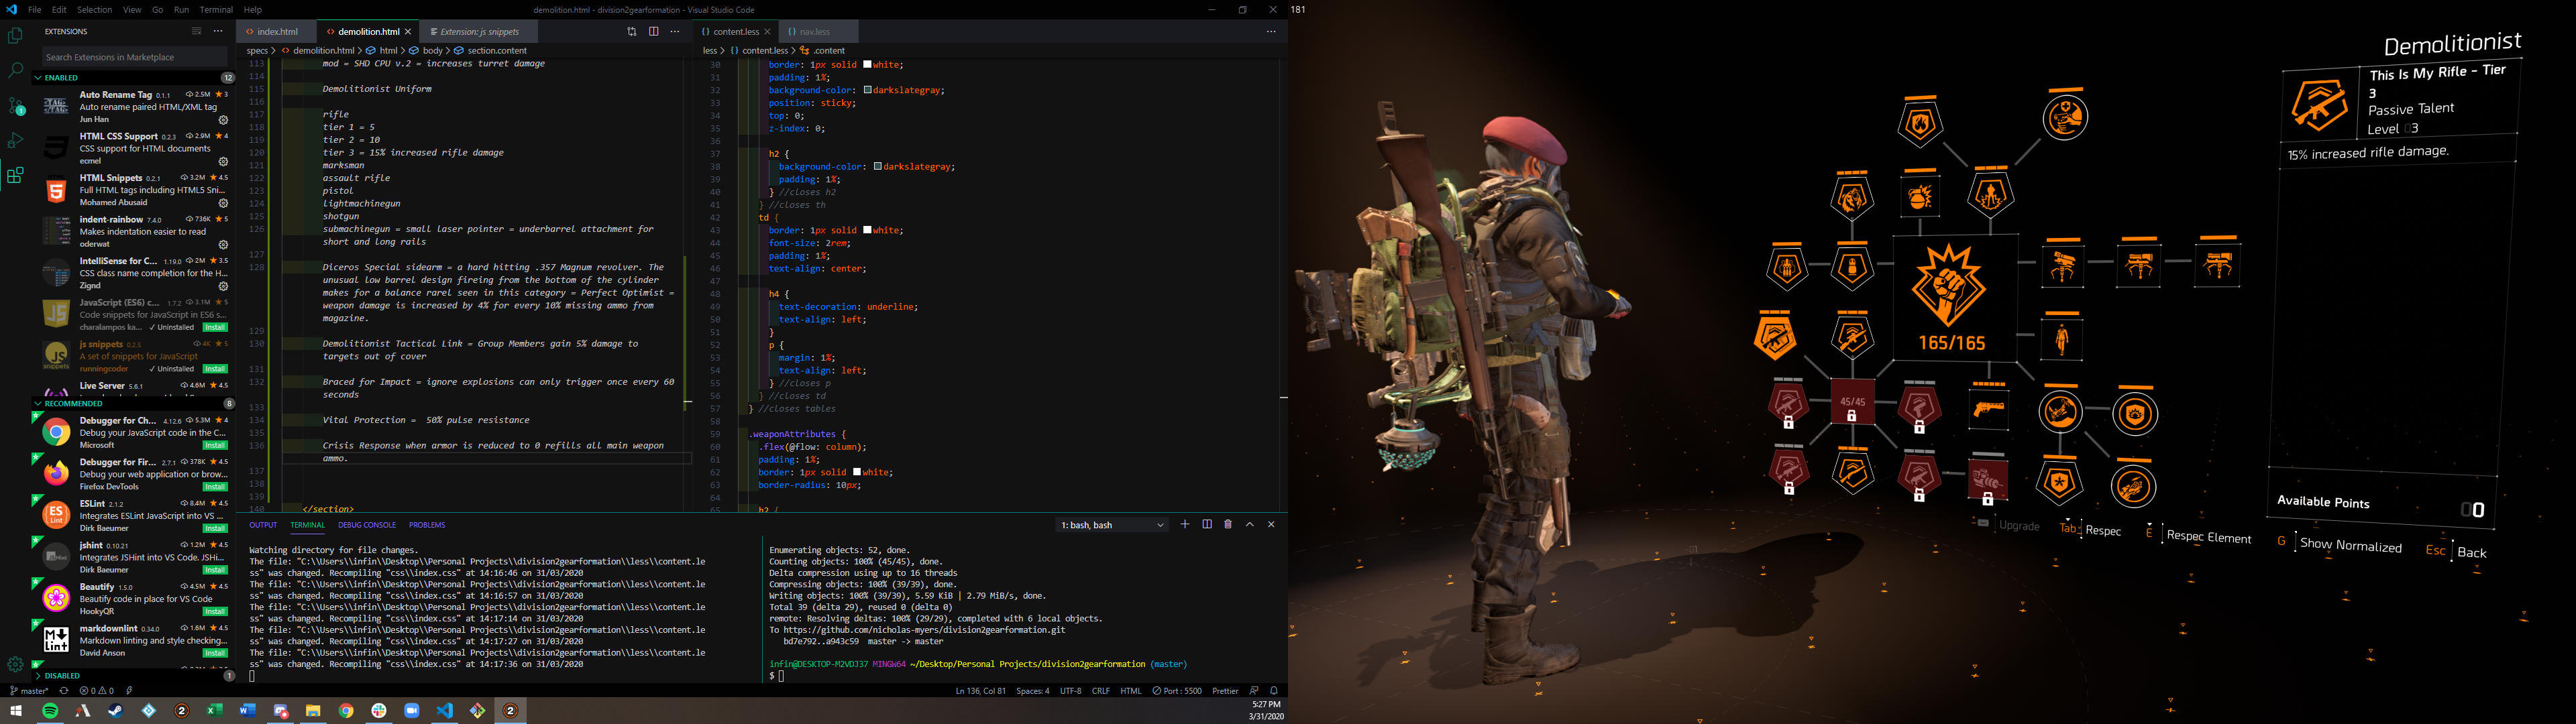 File Edit Selection View Go Run Terminal Help
demolition.html - division2gearformation - Visual Studio Code
EXTENSIONS
Search Extensions in Marketplace
ENABLED 12
Auto Rename Tag 0.1.1 2.5M 3
Auto rename paired HTML/XML tag
Jun Han
HTML CSS Support 0.2.3 2.9M 4
CSS support for HTML documents
ecmel
HTML Snippets 0.2.1 3.2M 4.5
Full HTML tags including HTML5 Sni...
Mohamed Abusaid
indent-rainbow 7.4.0 736K 5
Makes indentation easier to read
oderwat
IntelliSense for C... 1.19.0 2M 3.5
CSS class name completion for the H...
Zignd
JavaScript (ES6) c... 1.7.2 3.1M 5
Code snippets for JavaScript in ES6 s...
charalampos ka... ✓ Uninstalled Install
js snippets 0.2.5 4K 5
A set of snippets for JavaScript
runningcoder ✓ Uninstalled Install
Live Server 5.6.1 4.6M 4.5
RECOMMENDED 8
Debugger for Ch... 4.12.6 5.3M 4
Debug your JavaScript code in the C...
Microsoft Install
Debugger for Fir... 2.7.1 378K 4.5
Debug your web application or brow...
Firefox DevTools Install
ESLint 2.1.2 8.4M 4.5
Integrates ESLint JavaScript into VS ...
Dirk Baeumer Install
jshint 0.10.21 1.2M 4.5
Integrates JSHint into VS Code. JSHi...
Dirk Baeumer Install
Beautify 1.5.0 4.5M 4.5
Beautify code in place for VS Code
HookyQR Install
markdownlint 0.34.0 1.6M 4.5
Markdown linting and style checking...
David Anson Install
DISABLED 1
index.html demolition.html Extension: js snippets
specs > demolition.html > html > body > section.content
113 mod = SHD CPU v.2 = increases turret damage
114
115 Demolitionist Uniform
116
117 rifle
118 tier 1 = 5
119 tier 2 = 10
120 tier 3 = 15% increased rifle damage
121 marksman
122 assault rifle
123 pistol
124 lightmachinegun
125 shotgun
126 submachinegun = small laser pointer = underbarrel attachment for
short and long rails
127
128 Diceros Special sidearm = a hard hitting .357 Magnum revolver. The
unusual low barrel design fireing from the bottom of the cylinder
makes for a balance rarel seen in this category = Perfect Optimist =
weapon damage is increased by 4% for every 10% missing ammo from
magazine.
129
130 Demolitionist Tactical Link = Group Members gain 5% damage to
targets out of cover
131
132 Braced for Impact = ignore explosions can only trigger once every 60
seconds
133
134 Vital Protection = 50% pulse resistance
135
136 Crisis Response when armor is reduced to 0 refills all main weapon
ammo.
137
138
139
140 </section>
content.less nav.less
less > content.less > .content
30 border: 1px solid white;
31 padding: 1%;
32 background-color: darkslategray;
33 position: sticky;
34 top: 0;
35 z-index: 0;
36
37 h2 {
38 background-color: darkslategray;
39 padding: 1%;
40 } //closes h2
41 } //closes th
42 td {
43 border: 1px solid white;
44 font-size: 2rem;
45 padding: 1%;
46 text-align: center;
47
48 h4 {
49 text-decoration: underline;
50 text-align: left;
51 }
52 p {
53 margin: 1%;
54 text-align: left;
55 } //closes p
56 } //closes td
57 } //closes tables
58
59 .weaponAttributes {
60 .flex(@flow: column);
61 padding: 1%;
62 border: 1px solid white;
63 border-radius: 10px;
64
65 h2 {
OUTPUT TERMINAL DEBUG CONSOLE PROBLEMS
1: bash, bash
Watching directory for file changes.
The file: "C:\\Users\\infin\\Desktop\\Personal Projects\\division2gearformation\\less\\content.le
ss" was changed. Recompiling "css\\index.css" at 14:16:46 on 31/03/2020
The file: "C:\\Users\\infin\\Desktop\\Personal Projects\\division2gearformation\\less\\content.le
ss" was changed. Recompiling "css\\index.css" at 14:16:57 on 31/03/2020
The file: "C:\\Users\\infin\\Desktop\\Personal Projects\\division2gearformation\\less\\content.le
ss" was changed. Recompiling "css\\index.css" at 14:17:14 on 31/03/2020
The file: "C:\\Users\\infin\\Desktop\\Personal Projects\\division2gearformation\\less\\content.le
ss" was changed. Recompiling "css\\index.css" at 14:17:27 on 31/03/2020
The file: "C:\\Users\\infin\\Desktop\\Personal Projects\\division2gearformation\\less\\content.le
ss" was changed. Recompiling "css\\index.css" at 14:17:36 on 31/03/2020
Enumerating objects: 52, done.
Counting objects: 100% (45/45), done.
Delta compression using up to 16 threads
Compressing objects: 100% (39/39), done.
Writing objects: 100% (39/39), 5.59 KiB | 2.79 MiB/s, done.
Total 39 (delta 29), reused 0 (delta 0)
remote: Resolving deltas: 100% (29/29), completed with 6 local objects.
To https://github.com/nicholas-myers/division2gearformation.git
bd7e792..a943c59 master -> master
infin@DESKTOP-M2VDJ37 MINGW64 ~/Desktop/Personal Projects/division2gearformation (master)
$
master* 0 0
Ln 136, Col 81 Spaces: 4 UTF-8 CRLF HTML Port : 5500 Prettier
5:27 PM
3/31/2020
181
Demolitionist
This Is My Rifle - Tier
3
Passive Talent
Level 03
15% increased rifle damage.
165/165
45/45
Available Points 00
Upgrade Tab Respec E Respec Element G Show Normalized Esc Back